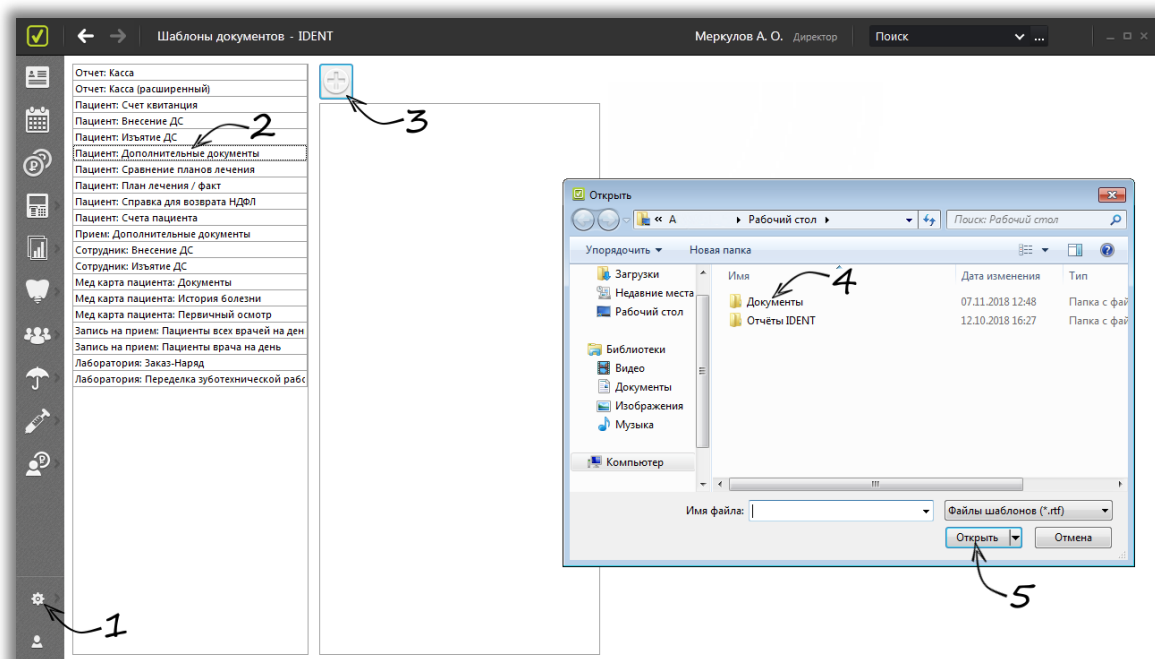 Шаблоны документов - IDENT
Меркулов А. О. Директор
Поиск
...
Отчет: Касса
Отчет: Касса (расширенный)
Пациент: Счет квитанция
Пациент: Внесение ДС
Пациент: Изъятие ДС
Пациент: Дополнительные документы
Пациент: Сравнение планов лечения
Пациент: План лечения / факт
Пациент: Справка для возврата НДФЛ
Пациент: Счета пациента
Прием: Дополнительные документы
Сотрудник: Внесение ДС
Сотрудник: Изъятие ДС
Мед карта пациента: Документы
Мед карта пациента: История болезни
Мед карта пациента: Первичный осмотр
Запись на прием: Пациенты всех врачей на ден
Запись на прием: Пациенты врача на день
Лаборатория: Заказ-Наряд
Лаборатория: Переделка зуботехнической рабо
1
2
3
Открыть
« А
Рабочий стол
Поиск: Рабочий стол
Упорядочить
Новая папка
Загрузки
Недавние места
Рабочий стол
Библиотеки
Видео
Документы
Изображения
Музыка
Компьютер
Имя
Дата изменения
Тип
4
Документы
07.11.2018 12:48
Папка с фай
Отчёты IDENT
12.10.2018 16:27
Папка с фай
Имя файла:
Файлы шаблонов (*.rtf)
Открыть
Отмена
5